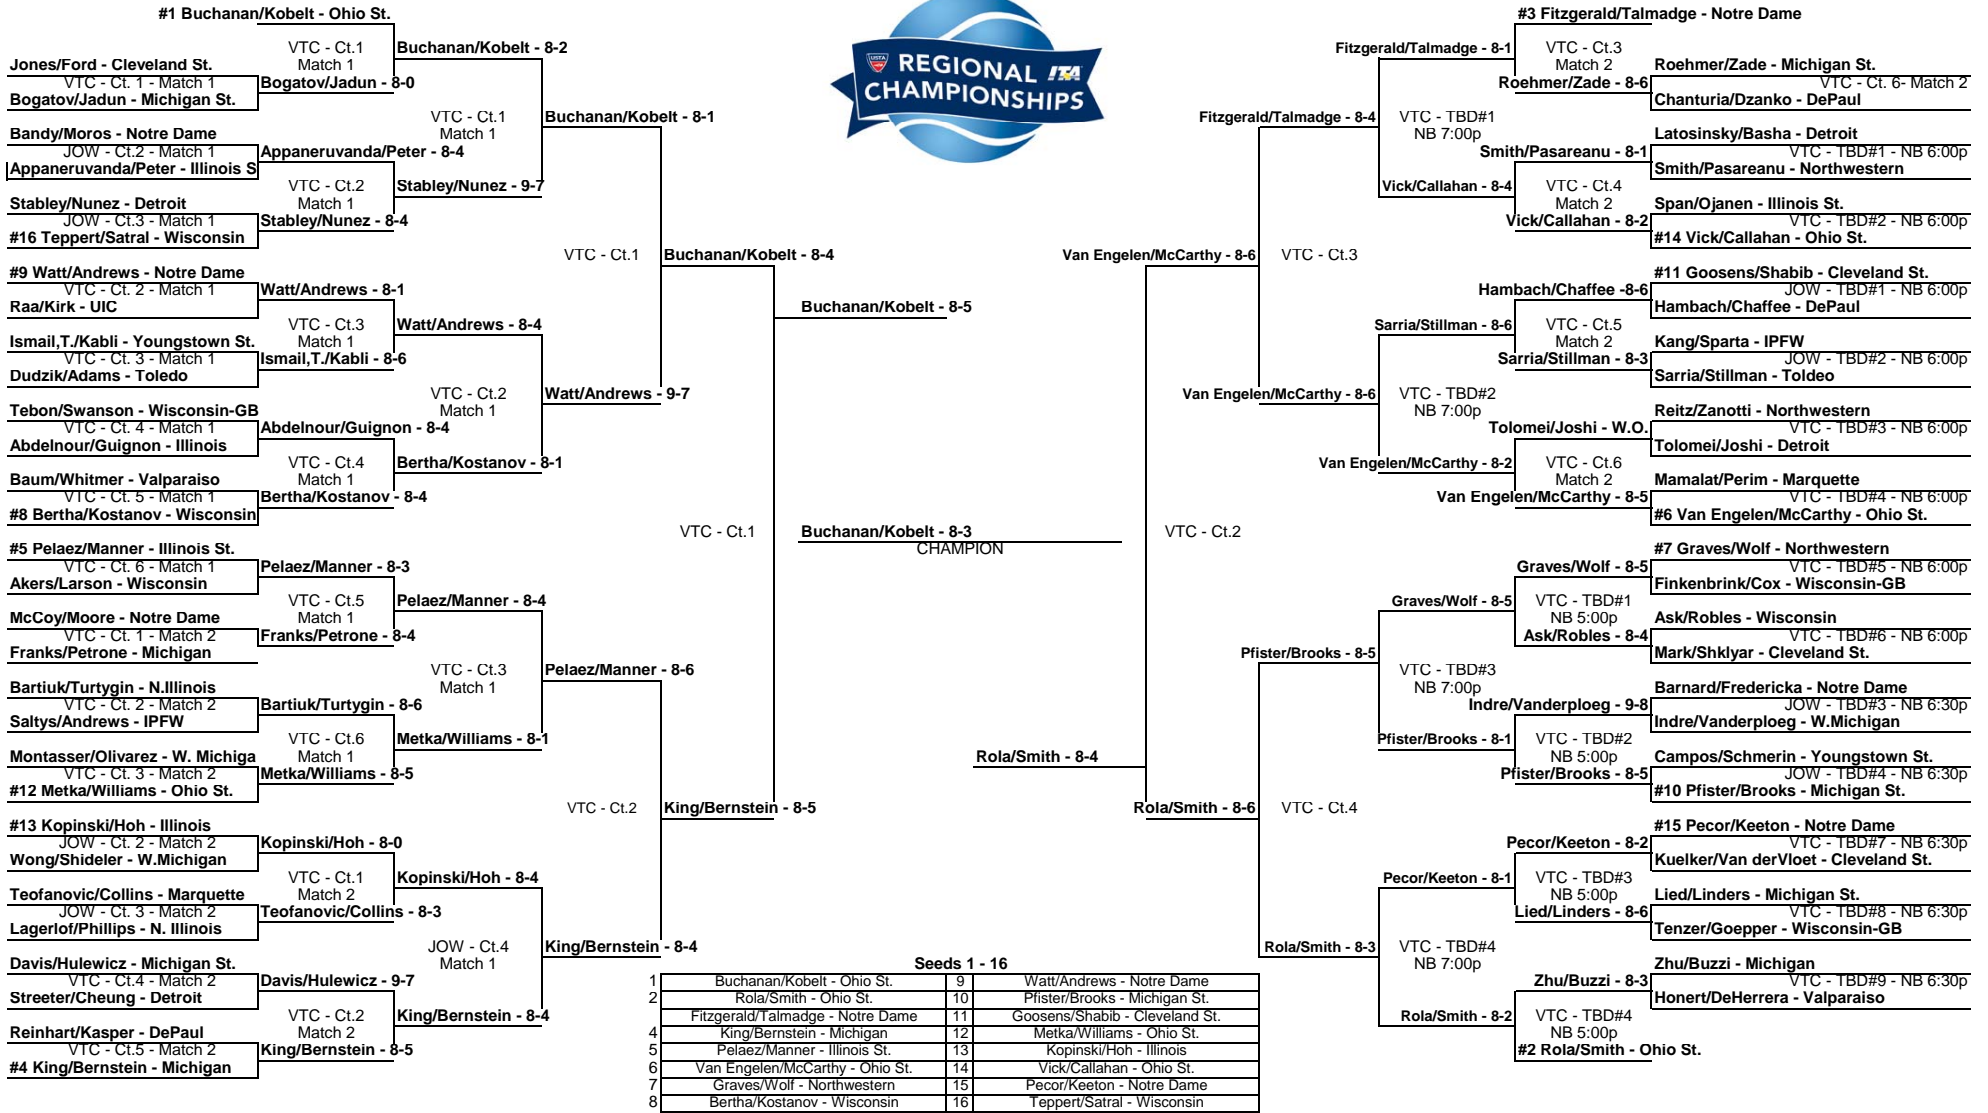 #1 Buchanan/Kobelt - Ohio St.
VTC - Ct.1
Match 1
Buchanan/Kobelt - 8-2
Jones/Ford - Cleveland St.
VTC - Ct. 1 - Match 1
Bogatov/Jadun - 8-0
Bogatov/Jadun - Michigan St.
VTC - Ct.1
Match 1
Buchanan/Kobelt - 8-1
Bandy/Moros - Notre Dame
JOW - Ct.2 - Match 1
Appaneruvanda/Peter - 8-4
Appaneruvanda/Peter - Illinois S
VTC - Ct.2
Match 1
Stabley/Nunez - 9-7
Stabley/Nunez - Detroit
JOW - Ct.3 - Match 1
Stabley/Nunez - 8-4
#16 Teppert/Satral - Wisconsin
VTC - Ct.1
Buchanan/Kobelt - 8-4
#9 Watt/Andrews - Notre Dame
VTC - Ct. 2 - Match 1
Watt/Andrews - 8-1
Raa/Kirk - UIC
VTC - Ct.3
Match 1
Watt/Andrews - 8-4
Ismail,T./Kabli - Youngstown St.
VTC - Ct. 3 - Match 1
Ismail,T./Kabli - 8-6
Dudzik/Adams - Toledo
VTC - Ct.2
Match 1
Watt/Andrews - 9-7
Tebon/Swanson - Wisconsin-GB
VTC - Ct. 4 - Match 1
Abdelnour/Guignon - 8-4
Abdelnour/Guignon - Illinois
VTC - Ct.4
Match 1
Bertha/Kostanov - 8-1
Baum/Whitmer - Valparaiso
VTC - Ct. 5 - Match 1
Bertha/Kostanov - 8-4
#8 Bertha/Kostanov - Wisconsin
VTC - Ct.1
Buchanan/Kobelt - 8-5
#5 Pelaez/Manner - Illinois St.
VTC - Ct. 6 - Match 1
Pelaez/Manner - 8-3
Akers/Larson - Wisconsin
VTC - Ct.5
Match 1
Pelaez/Manner - 8-4
McCoy/Moore - Notre Dame
VTC - Ct. 1 - Match 2
Franks/Petrone - 8-4
Franks/Petrone - Michigan
VTC - Ct.3
Match 1
Pelaez/Manner - 8-6
Bartiuk/Turtygin - N.Illinois
VTC - Ct. 2 - Match 2
Bartiuk/Turtygin - 8-6
Saltys/Andrews - IPFW
VTC - Ct.6
Match 1
Metka/Williams - 8-1
Montasser/Olivarez - W. Michiga
VTC - Ct. 3 - Match 2
Metka/Williams - 8-5
#12 Metka/Williams - Ohio St.
VTC - Ct.2
King/Bernstein - 8-5
#13 Kopinski/Hoh - Illinois
JOW - Ct. 2 - Match 2
Kopinski/Hoh - 8-0
Wong/Shideler - W.Michigan
VTC - Ct.1
Match 2
Kopinski/Hoh - 8-4
Teofanovic/Collins - Marquette
JOW - Ct. 3 - Match 2
Teofanovic/Collins - 8-3
Lagerlof/Phillips - N. Illinois
JOW - Ct.4
Match 1
King/Bernstein - 8-4
Davis/Hulewicz - Michigan St.
VTC - Ct.4 - Match 2
Davis/Hulewicz - 9-7
Streeter/Cheung - Detroit
VTC - Ct.2
Match 2
King/Bernstein - 8-4
Reinhart/Kasper - DePaul
VTC - Ct.5 - Match 2
King/Bernstein - 8-5
#4 King/Bernstein - Michigan
USTA
REGIONAL ITA
CHAMPIONSHIPS
Buchanan/Kobelt - 8-3
CHAMPION
#3 Fitzgerald/Talmadge - Notre Dame
Fitzgerald/Talmadge - 8-1
VTC - Ct.3
Match 2
Roehmer/Zade - Michigan St.
Roehmer/Zade - 8-6
VTC - Ct. 6- Match 2
Chanturia/Dzanko - DePaul
Fitzgerald/Talmadge - 8-4
VTC - TBD#1
NB 7:00p
Latosinsky/Basha - Detroit
Smith/Pasareanu - 8-1
VTC - TBD#1 - NB 6:00p
Smith/Pasareanu - Northwestern
Vick/Callahan - 8-4
VTC - Ct.4
Match 2
Span/Ojanen - Illinois St.
Vick/Callahan - 8-2
VTC - TBD#2 - NB 6:00p
#14 Vick/Callahan - Ohio St.
Van Engelen/McCarthy - 8-6
VTC - Ct.3
#11 Goosens/Shabib - Cleveland St.
Hambach/Chaffee -8-6
JOW - TBD#1 - NB 6:00p
Hambach/Chaffee - DePaul
Sarria/Stillman - 8-6
VTC - Ct.5
Match 2
Kang/Sparta - IPFW
Sarria/Stillman - 8-3
JOW - TBD#2 - NB 6:00p
Sarria/Stillman - Toldeo
Van Engelen/McCarthy - 8-6
VTC - TBD#2
NB 7:00p
Reitz/Zanotti - Northwestern
Tolomei/Joshi - W.O.
VTC - TBD#3 - NB 6:00p
Tolomei/Joshi - Detroit
Van Engelen/McCarthy - 8-2
VTC - Ct.6
Match 2
Mamalat/Perim - Marquette
Van Engelen/McCarthy - 8-5
VTC - TBD#4 - NB 6:00p
#6 Van Engelen/McCarthy - Ohio St.
VTC - Ct.2
Rola/Smith - 8-4
#7 Graves/Wolf - Northwestern
Graves/Wolf - 8-5
VTC - TBD#5 - NB 6:00p
Finkenbrink/Cox - Wisconsin-GB
Graves/Wolf - 8-5
VTC - TBD#1
NB 5:00p
Ask/Robles - Wisconsin
Ask/Robles - 8-4
VTC - TBD#6 - NB 6:00p
Mark/Shklyar - Cleveland St.
Pfister/Brooks - 8-5
VTC - TBD#3
NB 7:00p
Barnard/Fredericka - Notre Dame
Indre/Vanderploeg - 9-8
JOW - TBD#3 - NB 6:30p
Indre/Vanderploeg - W.Michigan
Pfister/Brooks - 8-1
VTC - TBD#2
NB 5:00p
Campos/Schmerin - Youngstown St.
Pfister/Brooks - 8-5
JOW - TBD#4 - NB 6:30p
#10 Pfister/Brooks - Michigan St.
Rola/Smith - 8-6
VTC - Ct.4
#15 Pecor/Keeton - Notre Dame
Pecor/Keeton - 8-2
VTC - TBD#7 - NB 6:30p
Kuelker/Van derVloet - Cleveland St.
Pecor/Keeton - 8-1
VTC - TBD#3
NB 5:00p
Lied/Linders - Michigan St.
Lied/Linders - 8-6
VTC - TBD#8 - NB 6:30p
Tenzer/Goepper - Wisconsin-GB
Rola/Smith - 8-3
VTC - TBD#4
NB 7:00p
Zhu/Buzzi - Michigan
Zhu/Buzzi - 8-3
VTC - TBD#9 - NB 6:30p
Honert/DeHerrera - Valparaiso
Rola/Smith - 8-2
VTC - TBD#4
NB 5:00p
#2 Rola/Smith - Ohio St.
Seeds 1 - 16
1 Buchanan/Kobelt - Ohio St. 9 Watt/Andrews - Notre Dame
2 Rola/Smith - Ohio St. 10 Pfister/Brooks - Michigan St.
Fitzgerald/Talmadge - Notre Dame 11 Goosens/Shabib - Cleveland St.
4 King/Bernstein - Michigan 12 Metka/Williams - Ohio St.
5 Pelaez/Manner - Illinois St. 13 Kopinski/Hoh - Illinois
6 Van Engelen/McCarthy - Ohio St. 14 Vick/Callahan - Ohio St.
7 Graves/Wolf - Northwestern 15 Pecor/Keeton - Notre Dame
8 Bertha/Kostanov - Wisconsin 16 Teppert/Satral - Wisconsin